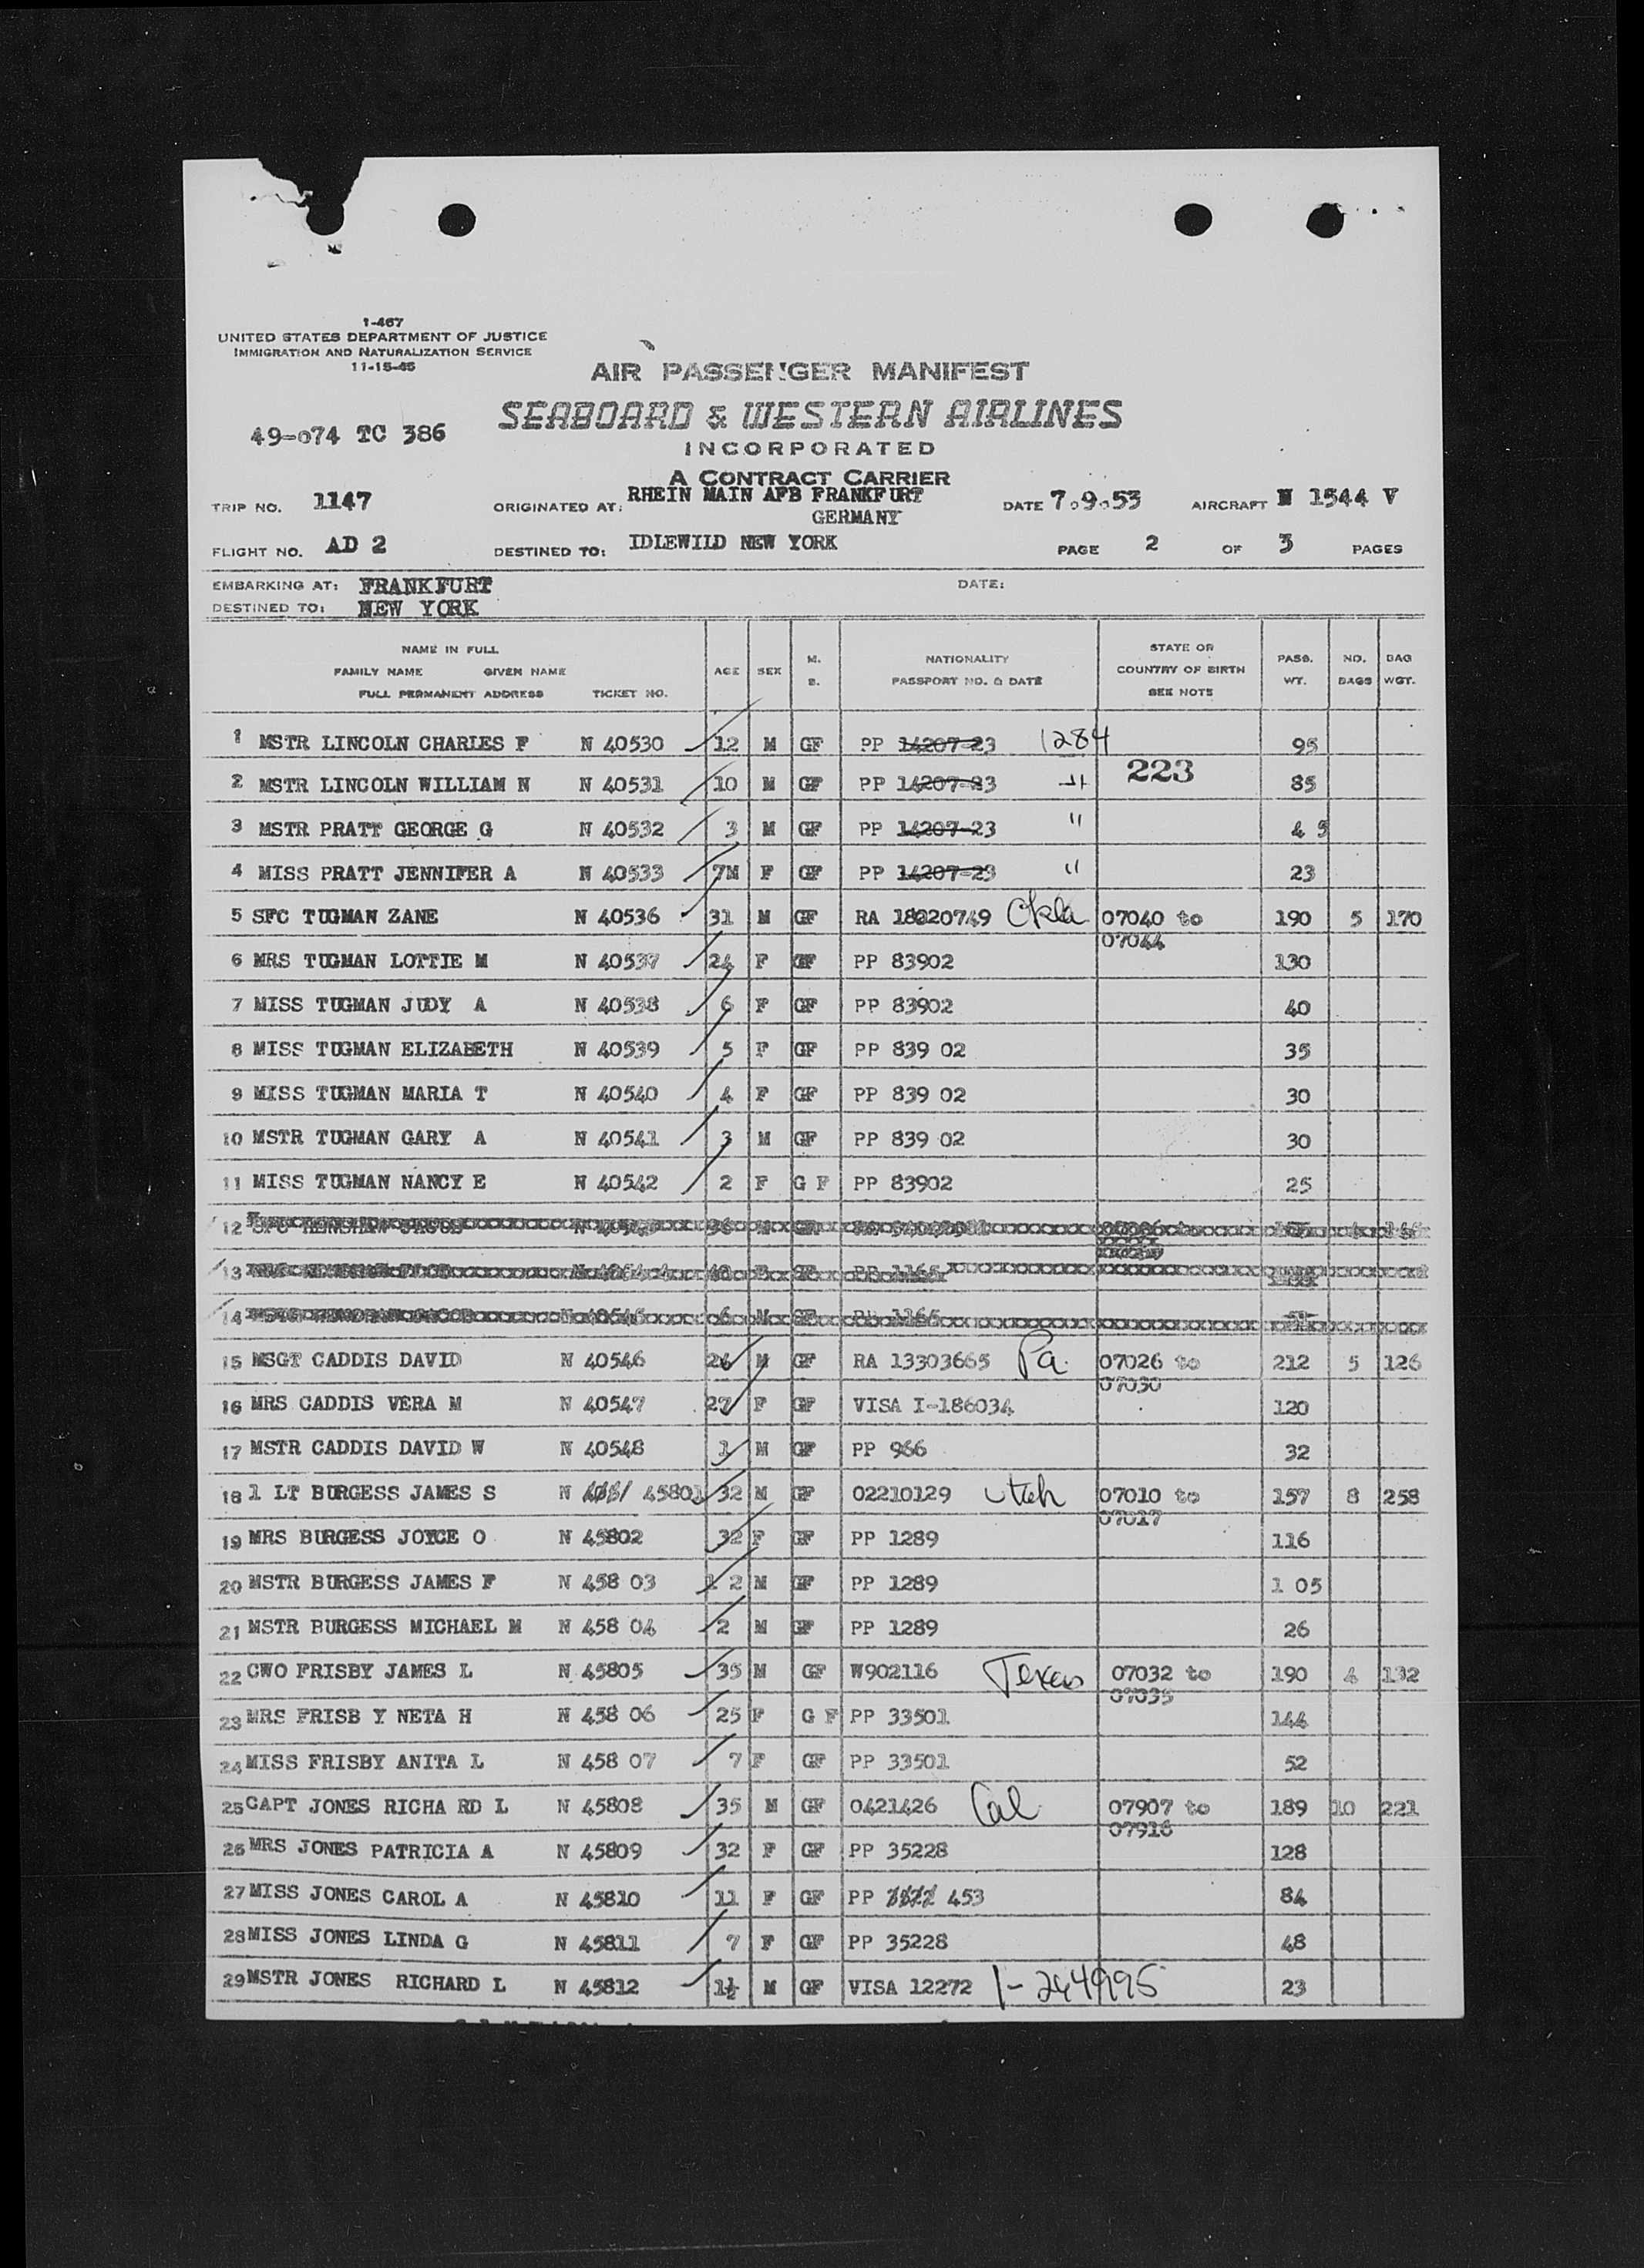 1-467
UNITED STATES DEPARTMENT OF JUSTICE
IMMIGRATION AND NATURALIZATION SERVICE
11-15-45
AIR PASSENGER MANIFEST
SEABOARD & WESTERN AIRLINES
INCORPORATED
A CONTRACT CARRIER
49-074 TC 386
TRIP NO. 1147 ORIGINATED AT: RHEIN MAIN AFB FRANKFURT DATE 7.9.53 AIRCRAFT N 1544 V
GERMANY
FLIGHT NO. AD 2 DESTINED TO: IDLEWILD NEW YORK PAGE 2 OF 3 PAGES
EMBARKING AT: FRANKFURT DATE:
DESTINED TO: NEW YORK
NAME IN FULL
FAMILY NAME GIVEN NAME
FULL PERMANENT ADDRESS TICKET NO. AGE SEX M. S. NATIONALITY PASSPORT NO. & DATE STATE OR COUNTRY OF BIRTH SEE NOTE PASS. WT. NO. BAGS BAG WGT.
1 MSTR LINCOLN CHARLES F N 40530 12 M GF PP 14207-23 1284 95
2 MSTR LINCOLN WILLIAM N N 40531 10 M GF PP 14207-23 " 223 85
3 MSTR PRATT GEORGE G N 40532 3 M GF PP 14207-23 " 4 5
4 MISS PRATT JENNIFER A N 40533 7M F GF PP 14207-23 " 23
5 SFC TUGMAN ZANE N 40536 31 M GF RA 18220749 Okla 07040 to 190 5 170
07044
6 MRS TUGMAN LOTTIE M N 40537 24 F GF PP 83902 130
7 MISS TUGMAN JUDY A N 40538 6 F GF PP 83902 40
8 MISS TUGMAN ELIZABETH N 40539 5 F GF PP 839 02 35
9 MISS TUGMAN MARIA T N 40540 4 F GF PP 839 02 30
10 MSTR TUGMAN GARY A N 40541 3 M GF PP 839 02 30
11 MISS TUGMAN NANCY E N 40542 2 F G F PP 83902 25
12
13
14
15 MSGT CADDIS DAVID N 40546 26 M GF RA 13303665 Pa. 07026 to 212 5 126
07030
16 MRS CADDIS VERA M N 40547 27 F GF VISA I-186034 120
17 MSTR CADDIS DAVID W N 40548 3 M GF PP 966 32
18 1 LT BURGESS JAMES S N 45801 32 M GF 02210129 Utah 07010 to 157 8 258
07017
19 MRS BURGESS JOYCE O N 45802 32 F GF PP 1289 116
20 MSTR BURGESS JAMES F N 458 03 1 2 M GF PP 1289 1 05
21 MSTR BURGESS MICHAEL M N 458 04 2 M GF PP 1289 26
22 CWO FRISBY JAMES L N 45805 35 M GF W902116 Texas 07032 to 190 4 132
07035
23 MRS FRISB Y NETA H N 458 06 25 F G F PP 33501 144
24 MISS FRISBY ANITA L N 458 07 7 F GF PP 33501 52
25 CAPT JONES RICHA RD L N 45808 35 M GF 0421426 Cal 07907 to 189 10 221
07916
26 MRS JONES PATRICIA A N 45809 32 F GF PP 35228 128
27 MISS JONES CAROL A N 45810 11 F GF PP 453 84
28 MISS JONES LINDA G N 45811 7 F GF PP 35228 48
29 MSTR JONES RICHARD L N 45812 1½ M GF VISA 12272 1-244995 23